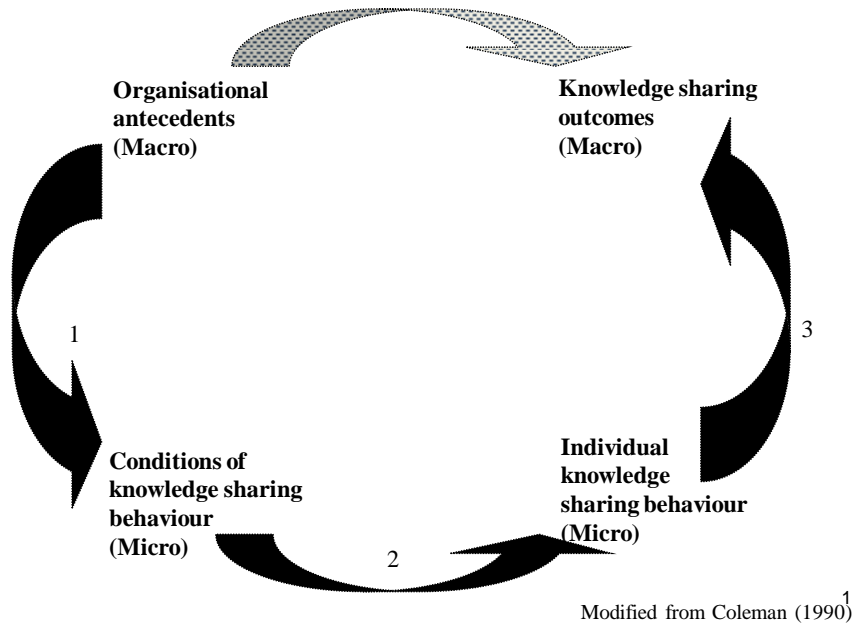 Organisational
antecedents
(Macro)
Knowledge sharing
outcomes
(Macro)
1
3
Conditions of
knowledge sharing
behaviour
(Micro)
Individual
knowledge
sharing behaviour
(Micro)
2
1
Modified from Coleman (1990)